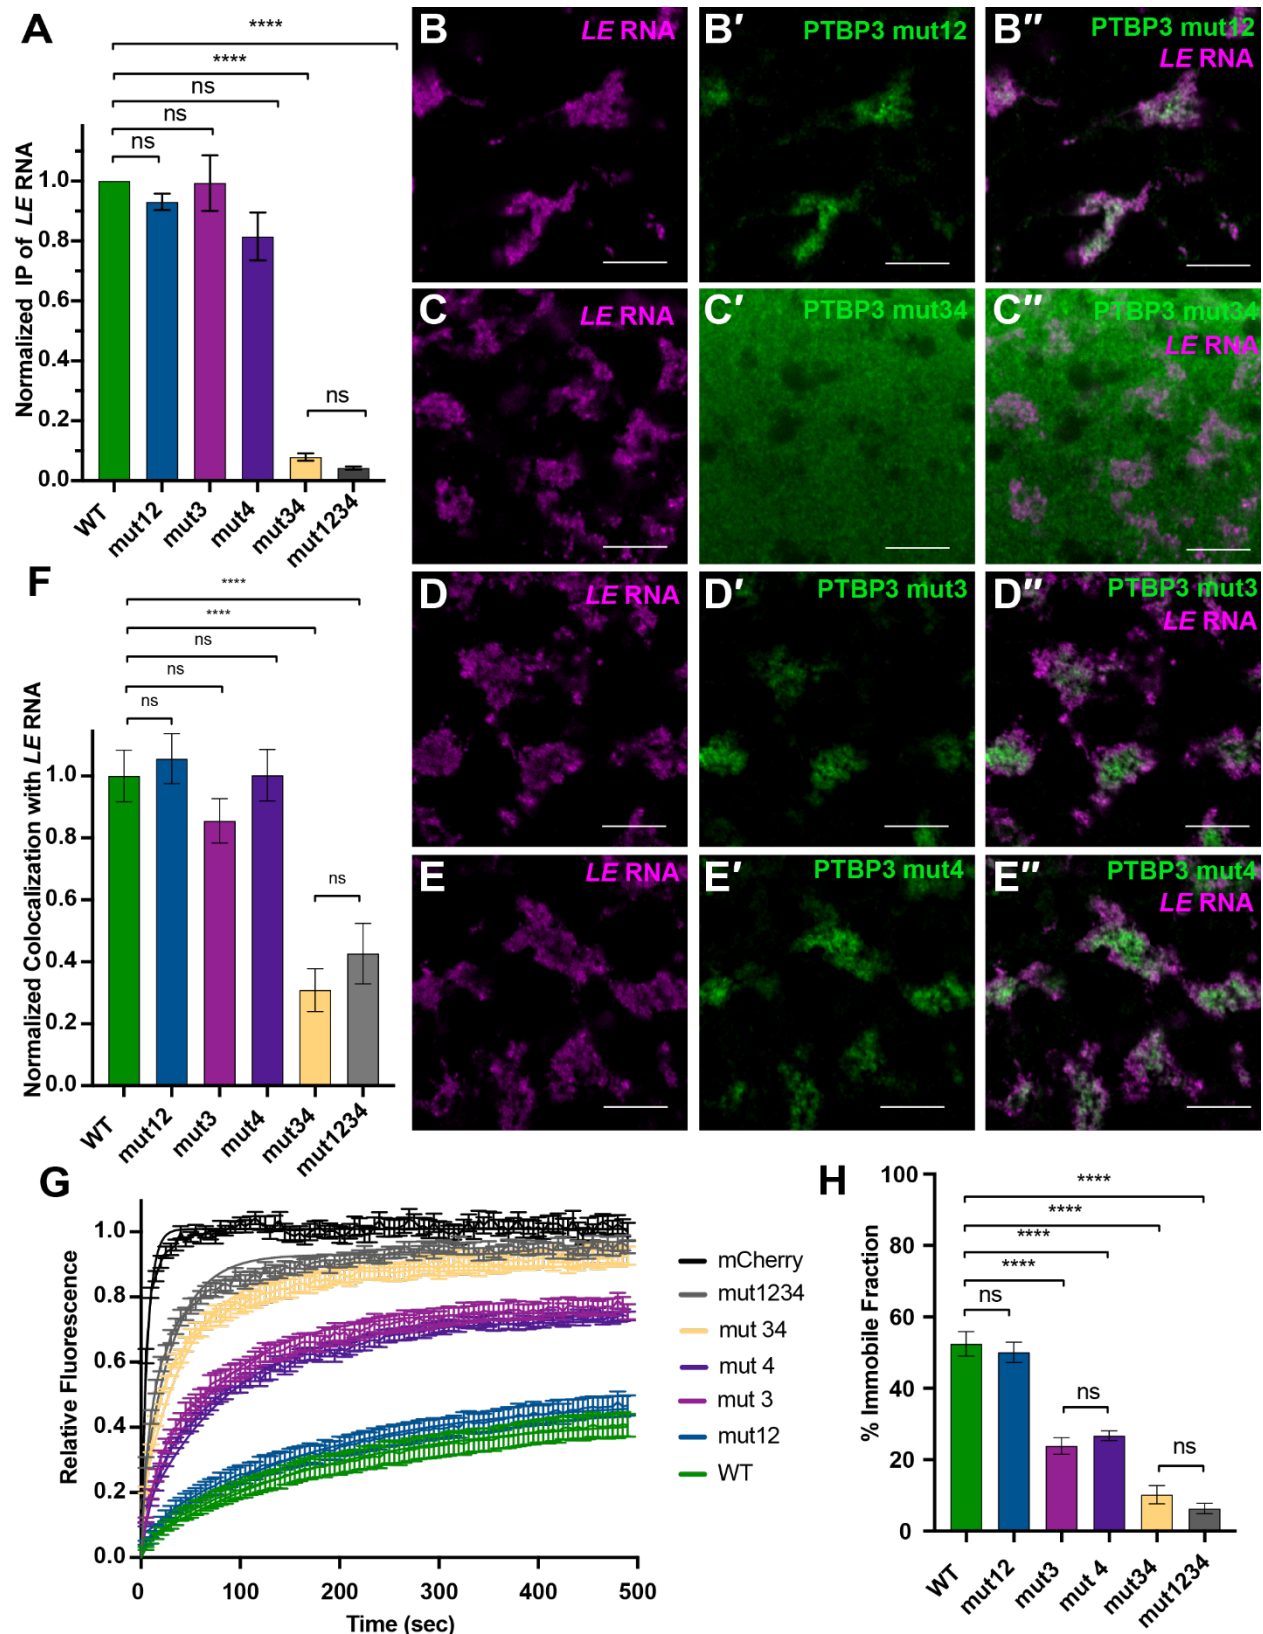 A
****
****
ns
ns
ns
Normalized IP of LE RNA
1.0
0.8
0.6
0.4
0.2
0.0
ns
WT
mut12
mut3
mut4
mut34
mut1234
B
LE RNA
B′
PTBP3 mut12
B″
PTBP3 mut12
LE RNA
C
LE RNA
C′
PTBP3 mut34
C″
PTBP3 mut34
LE RNA
D
LE RNA
D′
PTBP3 mut3
D″
PTBP3 mut3
LE RNA
E
LE RNA
E′
PTBP3 mut4
E″
PTBP3 mut4
LE RNA
F
****
****
ns
ns
ns
Normalized Colocalization with LE RNA
1.0
0.8
0.6
0.4
0.2
0.0
ns
WT
mut12
mut3
mut4
mut34
mut1234
G
Relative Fluorescence
1.0
0.8
0.6
0.4
0.2
0.0
0
100
200
300
400
500
Time (sec)
mCherry
mut1234
mut 34
mut 4
mut 3
mut12
WT
H
% Immobile Fraction
100
80
60
40
20
0
****
****
****
****
ns
ns
ns
WT
mut12
mut3
mut 4
mut34
mut1234